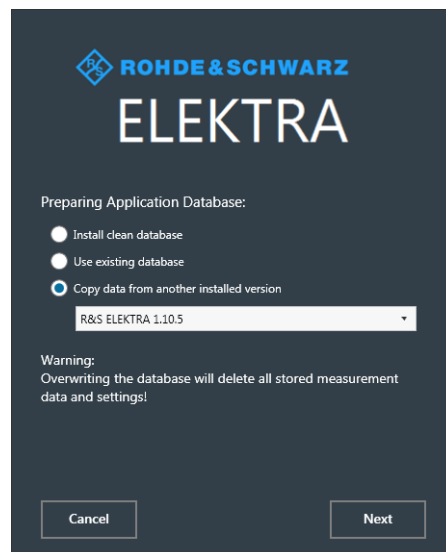 ROHDE&SCHWARZ
ELEKTRA
Preparing Application Database:
Install clean database
Use existing database
Copy data from another installed version
R&S ELEKTRA 1.10.5
Warning:
Overwriting the database will delete all stored measurement
data and settings!
Cancel
Next